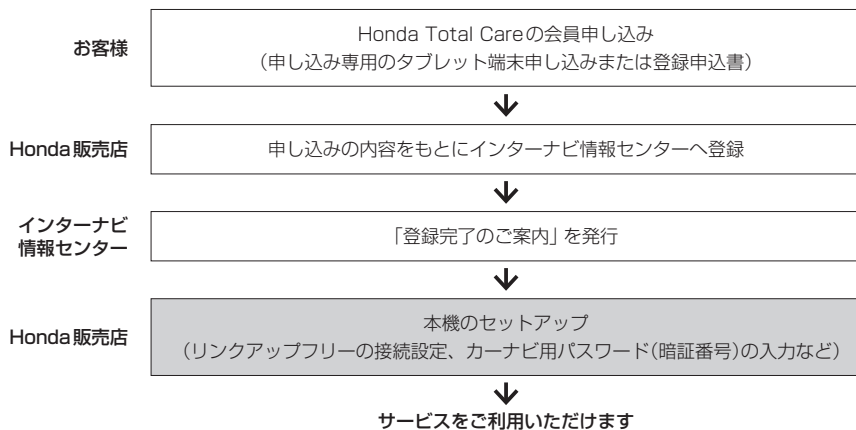 お客様
Honda Total Careの会員申し込み
（申し込み専用のタブレット端末申し込みまたは登録申込書）
Honda販売店
申し込みの内容をもとにインターナビ情報センターへ登録
インターナビ
情報センター
「登録完了のご案内」を発行
Honda販売店
本機のセットアップ
（リンクアップフリーの接続設定、カーナビ用パスワード（暗証番号）の入力など）
サービスをご利用いただけます